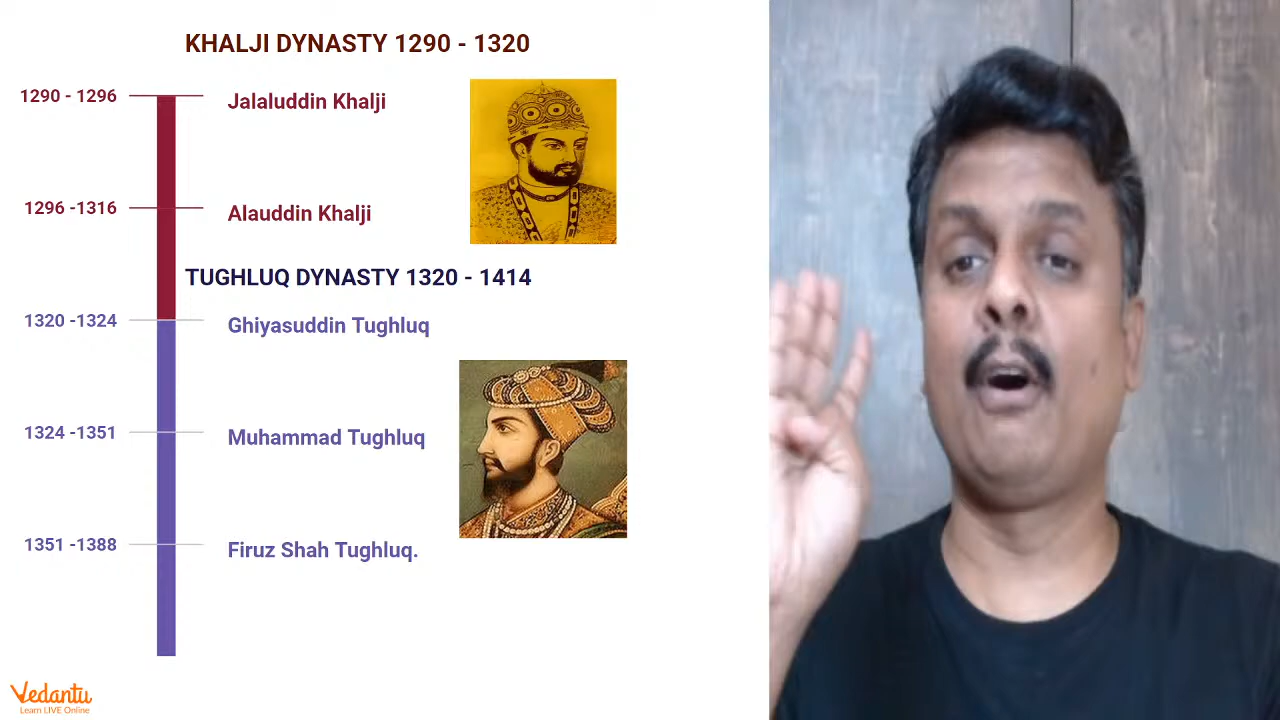 KHALJI DYNASTY 1290 - 1320
1290 - 1296 Jalaluddin Khalji
1296 -1316 Alauddin Khalji
TUGHLUQ DYNASTY 1320 - 1414
1320 -1324 Ghiyasuddin Tughluq
1324 -1351 Muhammad Tughluq
1351 -1388 Firuz Shah Tughluq.
Vedantu
Learn LIVE Online